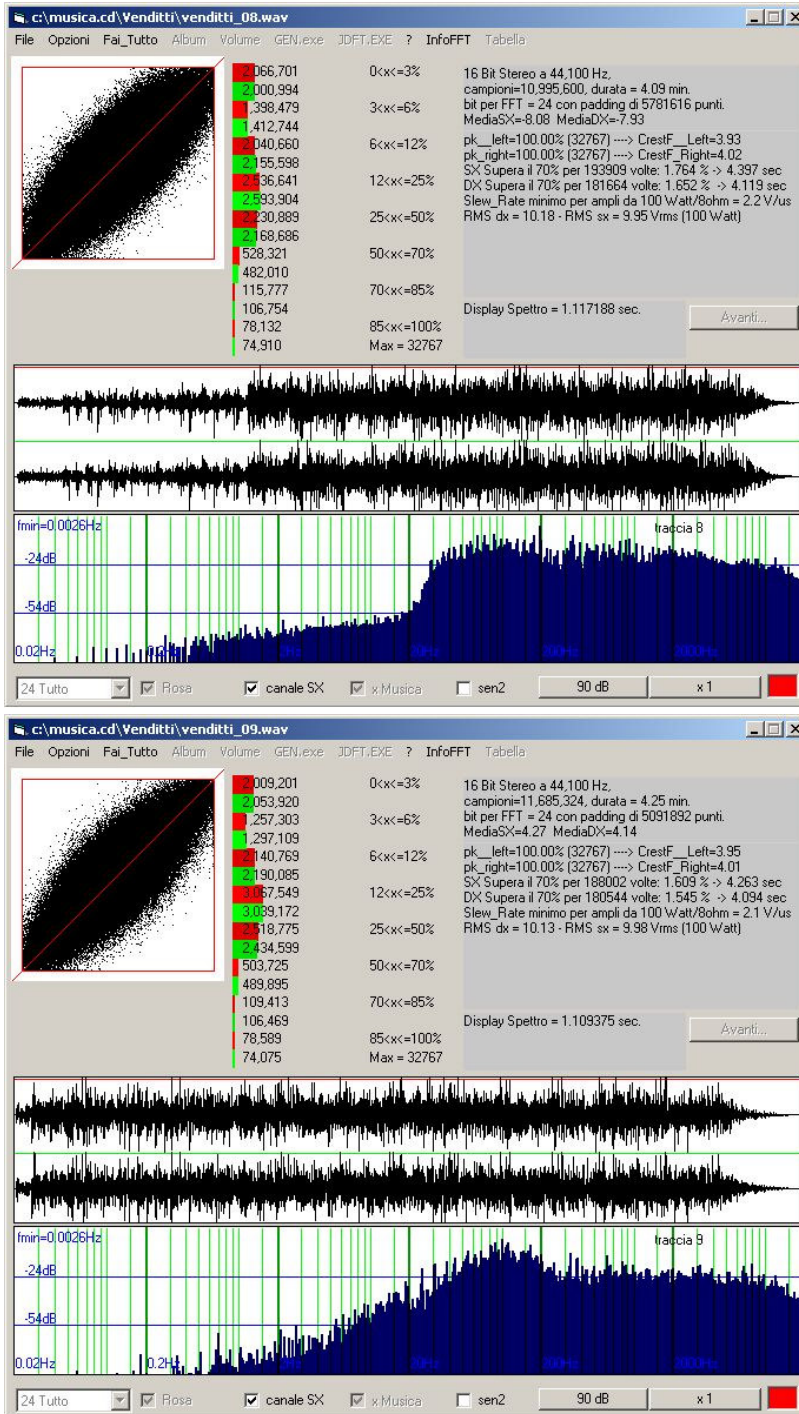 c:\musica.cd\Venditti\venditti_08.wav
File Opzioni Fai_Tutto Album Volume GEN.exe JDFT.EXE ? InfoFFT Tabella
2,066,701 0<x<=3%
2,000,994
1,398,479 3<x<=6%
1,412,744
2,040,660 6<x<=12%
2,155,598
2,536,641 12<x<=25%
2,593,904
2,230,889 25<x<=50%
2,168,686
528,321 50<x<=70%
482,010
115,777 70<x<=85%
106,754
78,132 85<x<=100%
74,910 Max = 32767
16 Bit Stereo a 44,100 Hz,
campioni=10,995,600, durata = 4.09 min.
bit per FFT = 24 con padding di 5781616 punti.
MediaSX=-8.08 MediaDX=-7.93
pk__left=100.00% (32767) ----> CrestF__Left=3.93
pk_right=100.00% (32767) ----> CrestF_Right=4.02
SX Supera il 70% per 193909 volte: 1.764 % -> 4.397 sec
DX Supera il 70% per 181664 volte: 1.652 % -> 4.119 sec
Slew_Rate minimo per ampli da 100 Watt/8ohm = 2.2 V/us
RMS dx = 10.18 - RMS sx = 9.95 Vrms (100 Watt)
Display Spettro = 1.117188 sec.
Avanti...
fmin=0.0026Hz
traccia 8
-24dB
-54dB
0.02Hz 0.2Hz 2Hz 20Hz 200Hz 2000Hz
24 Tutto Rosa canale SX x Musica sen2 90 dB x 1
c:\musica.cd\Venditti\venditti_09.wav
File Opzioni Fai_Tutto Album Volume GEN.exe JDFT.EXE ? InfoFFT Tabella
2,009,201 0<x<=3%
2,053,920
1,257,303 3<x<=6%
1,297,109
2,140,769 6<x<=12%
2,190,085
3,067,549 12<x<=25%
3,039,172
2,518,775 25<x<=50%
2,434,599
503,725 50<x<=70%
489,895
109,413 70<x<=85%
106,469
78,589 85<x<=100%
74,075 Max = 32767
16 Bit Stereo a 44,100 Hz,
campioni=11,685,324, durata = 4.25 min.
bit per FFT = 24 con padding di 5091892 punti.
MediaSX=4.27 MediaDX=4.14
pk__left=100.00% (32767) ----> CrestF__Left=3.95
pk_right=100.00% (32767) ----> CrestF_Right=4.01
SX Supera il 70% per 188002 volte: 1.609 % -> 4.263 sec
DX Supera il 70% per 180544 volte: 1.545 % -> 4.094 sec
Slew_Rate minimo per ampli da 100 Watt/8ohm = 2.1 V/us
RMS dx = 10.13 - RMS sx = 9.98 Vrms (100 Watt)
Display Spettro = 1.109375 sec.
Avanti...
fmin=0.0026Hz
traccia 9
-24dB
-54dB
0.02Hz 0.2Hz 2Hz 20Hz 200Hz 2000Hz
24 Tutto Rosa canale SX x Musica sen2 90 dB x 1